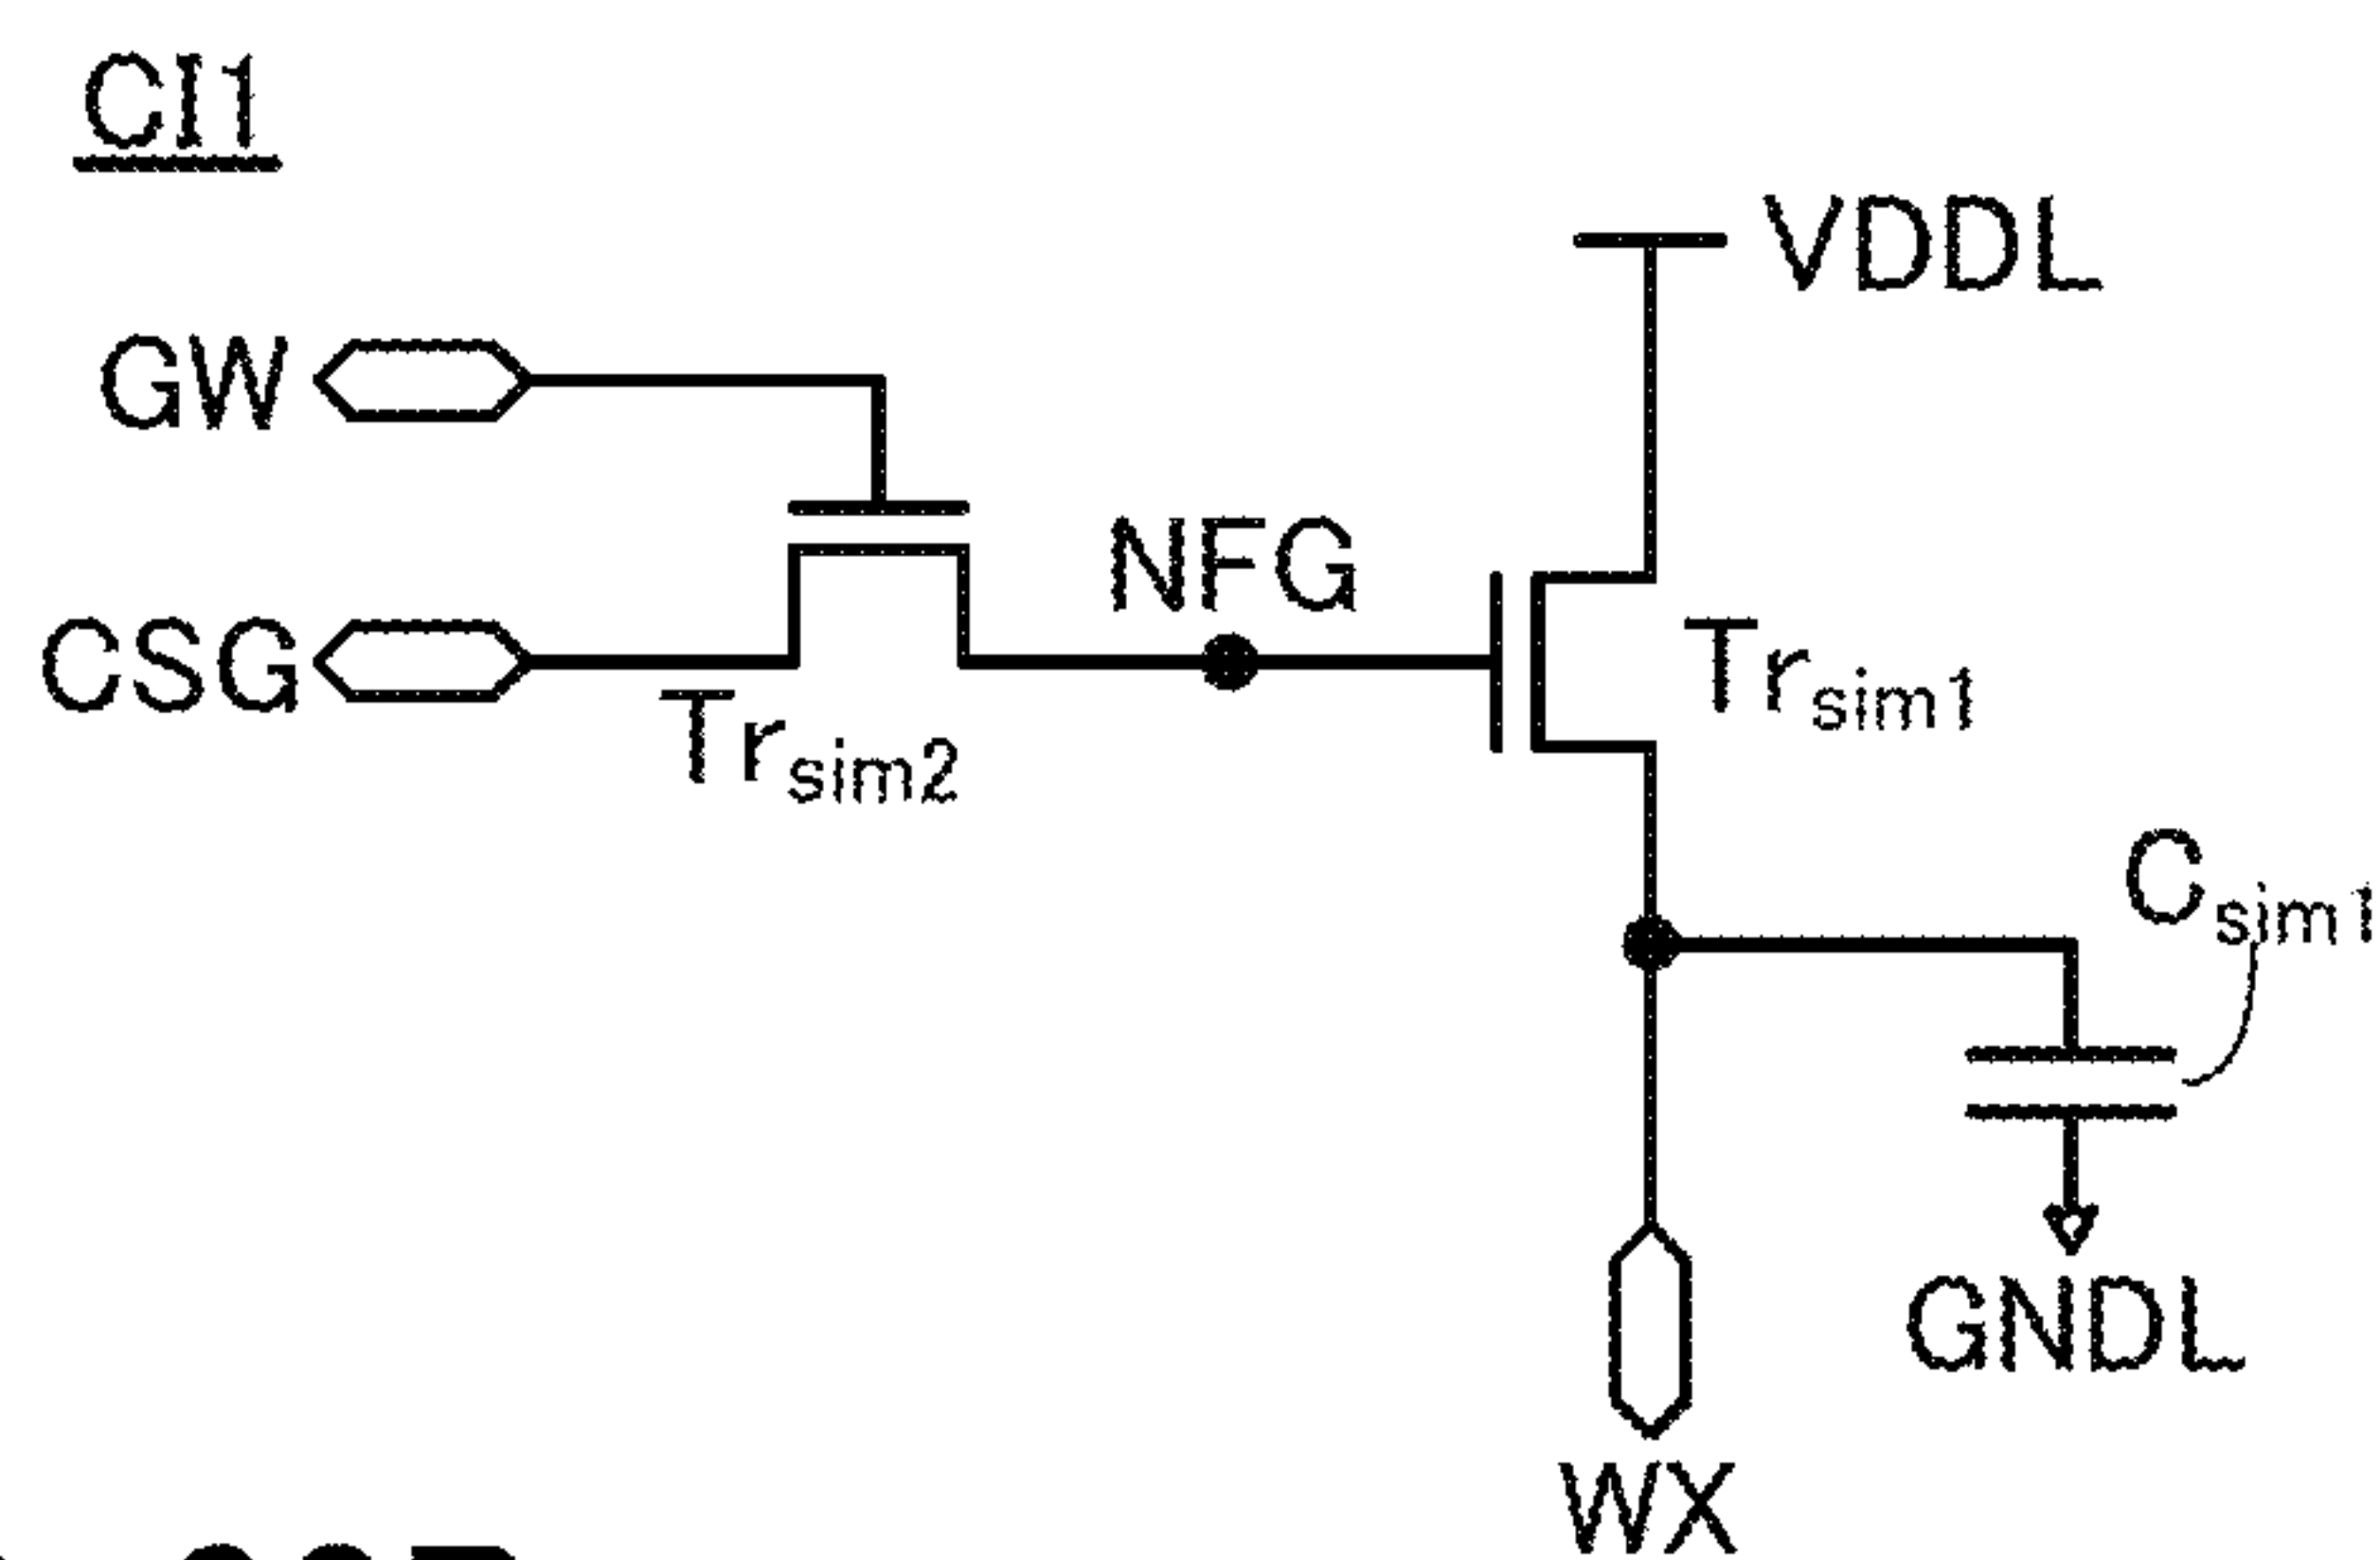 CI1
VDDL
GW
NFG
CSG
Tr_sim1
Tr_sim2
C_sim1
GNDL
WX